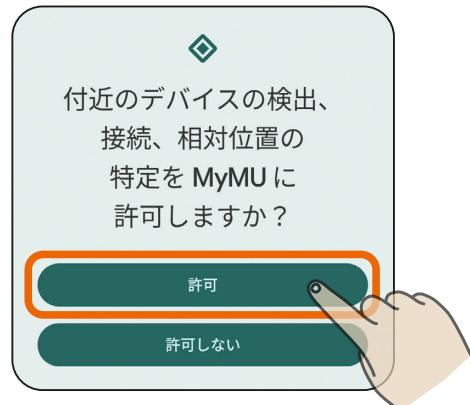 付近のデバイスの検出、
接続、相対位置の
特定を MyMU に
許可しますか？
許可
許可しない